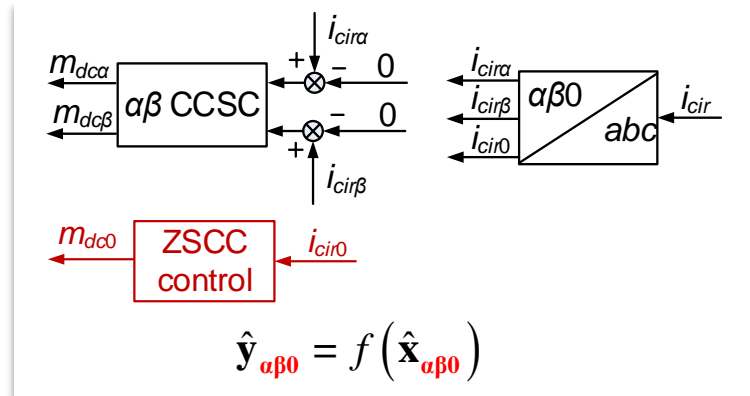 i_cirα
+ − 0
m_dcα
αβ CCSC
m_dcβ
− 0
+
i_cirβ
i_cirα
αβ0
i_cirβ
abc
i_cir
i_cir0
m_dc0
ZSCC
control
i_cir0
ŷ_αβ0 = f(x̂_αβ0)